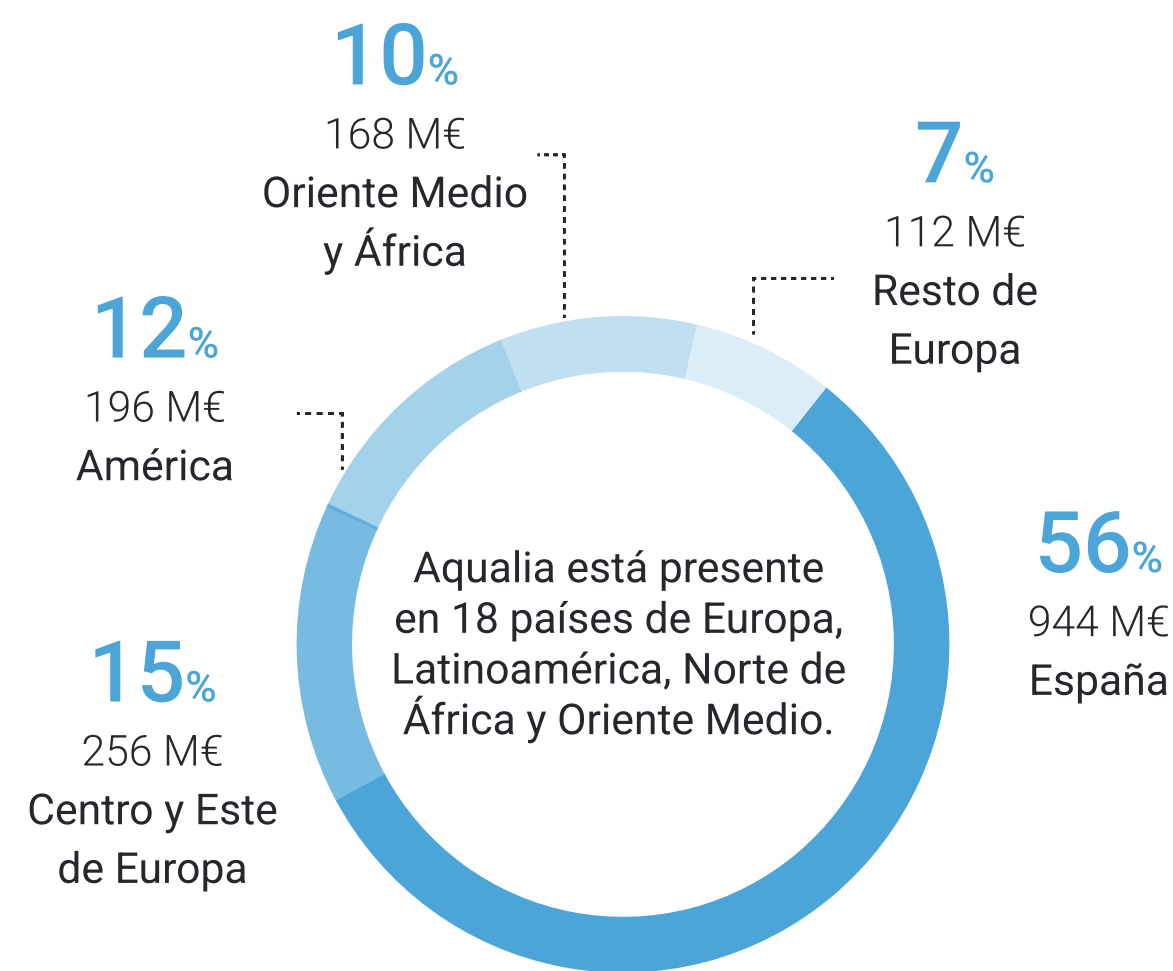 10%
168 M€
Oriente Medio
y África
7%
112 M€
Resto de
Europa
12%
196 M€
América
56%
944 M€
España
15%
256 M€
Centro y Este
de Europa
Aqualia está presente
en 18 países de Europa,
Latinoamérica, Norte de
África y Oriente Medio.